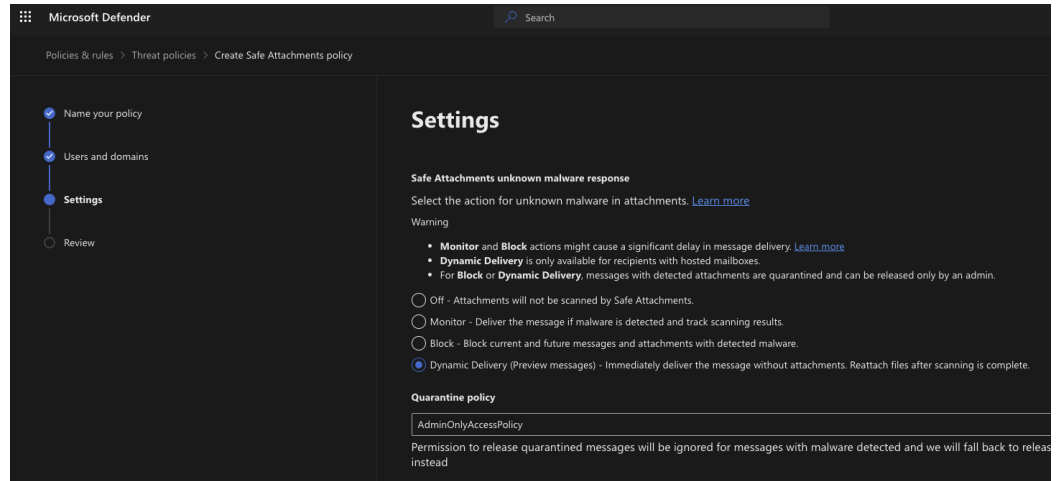 Microsoft Defender
Search
Policies & rules > Threat policies > Create Safe Attachments policy
Name your policy
Users and domains
Settings
Review
Settings
Safe Attachments unknown malware response
Select the action for unknown malware in attachments. Learn more
Warning
• Monitor and Block actions might cause a significant delay in message delivery. Learn more
• Dynamic Delivery is only available for recipients with hosted mailboxes.
• For Block or Dynamic Delivery, messages with detected attachments are quarantined and can be released only by an admin.
Off - Attachments will not be scanned by Safe Attachments.
Monitor - Deliver the message if malware is detected and track scanning results.
Block - Block current and future messages and attachments with detected malware.
Dynamic Delivery (Preview messages) - Immediately deliver the message without attachments. Reattach files after scanning is complete.
Quarantine policy
AdminOnlyAccessPolicy
Permission to release quarantined messages will be ignored for messages with malware detected and we will fall back to releas
instead